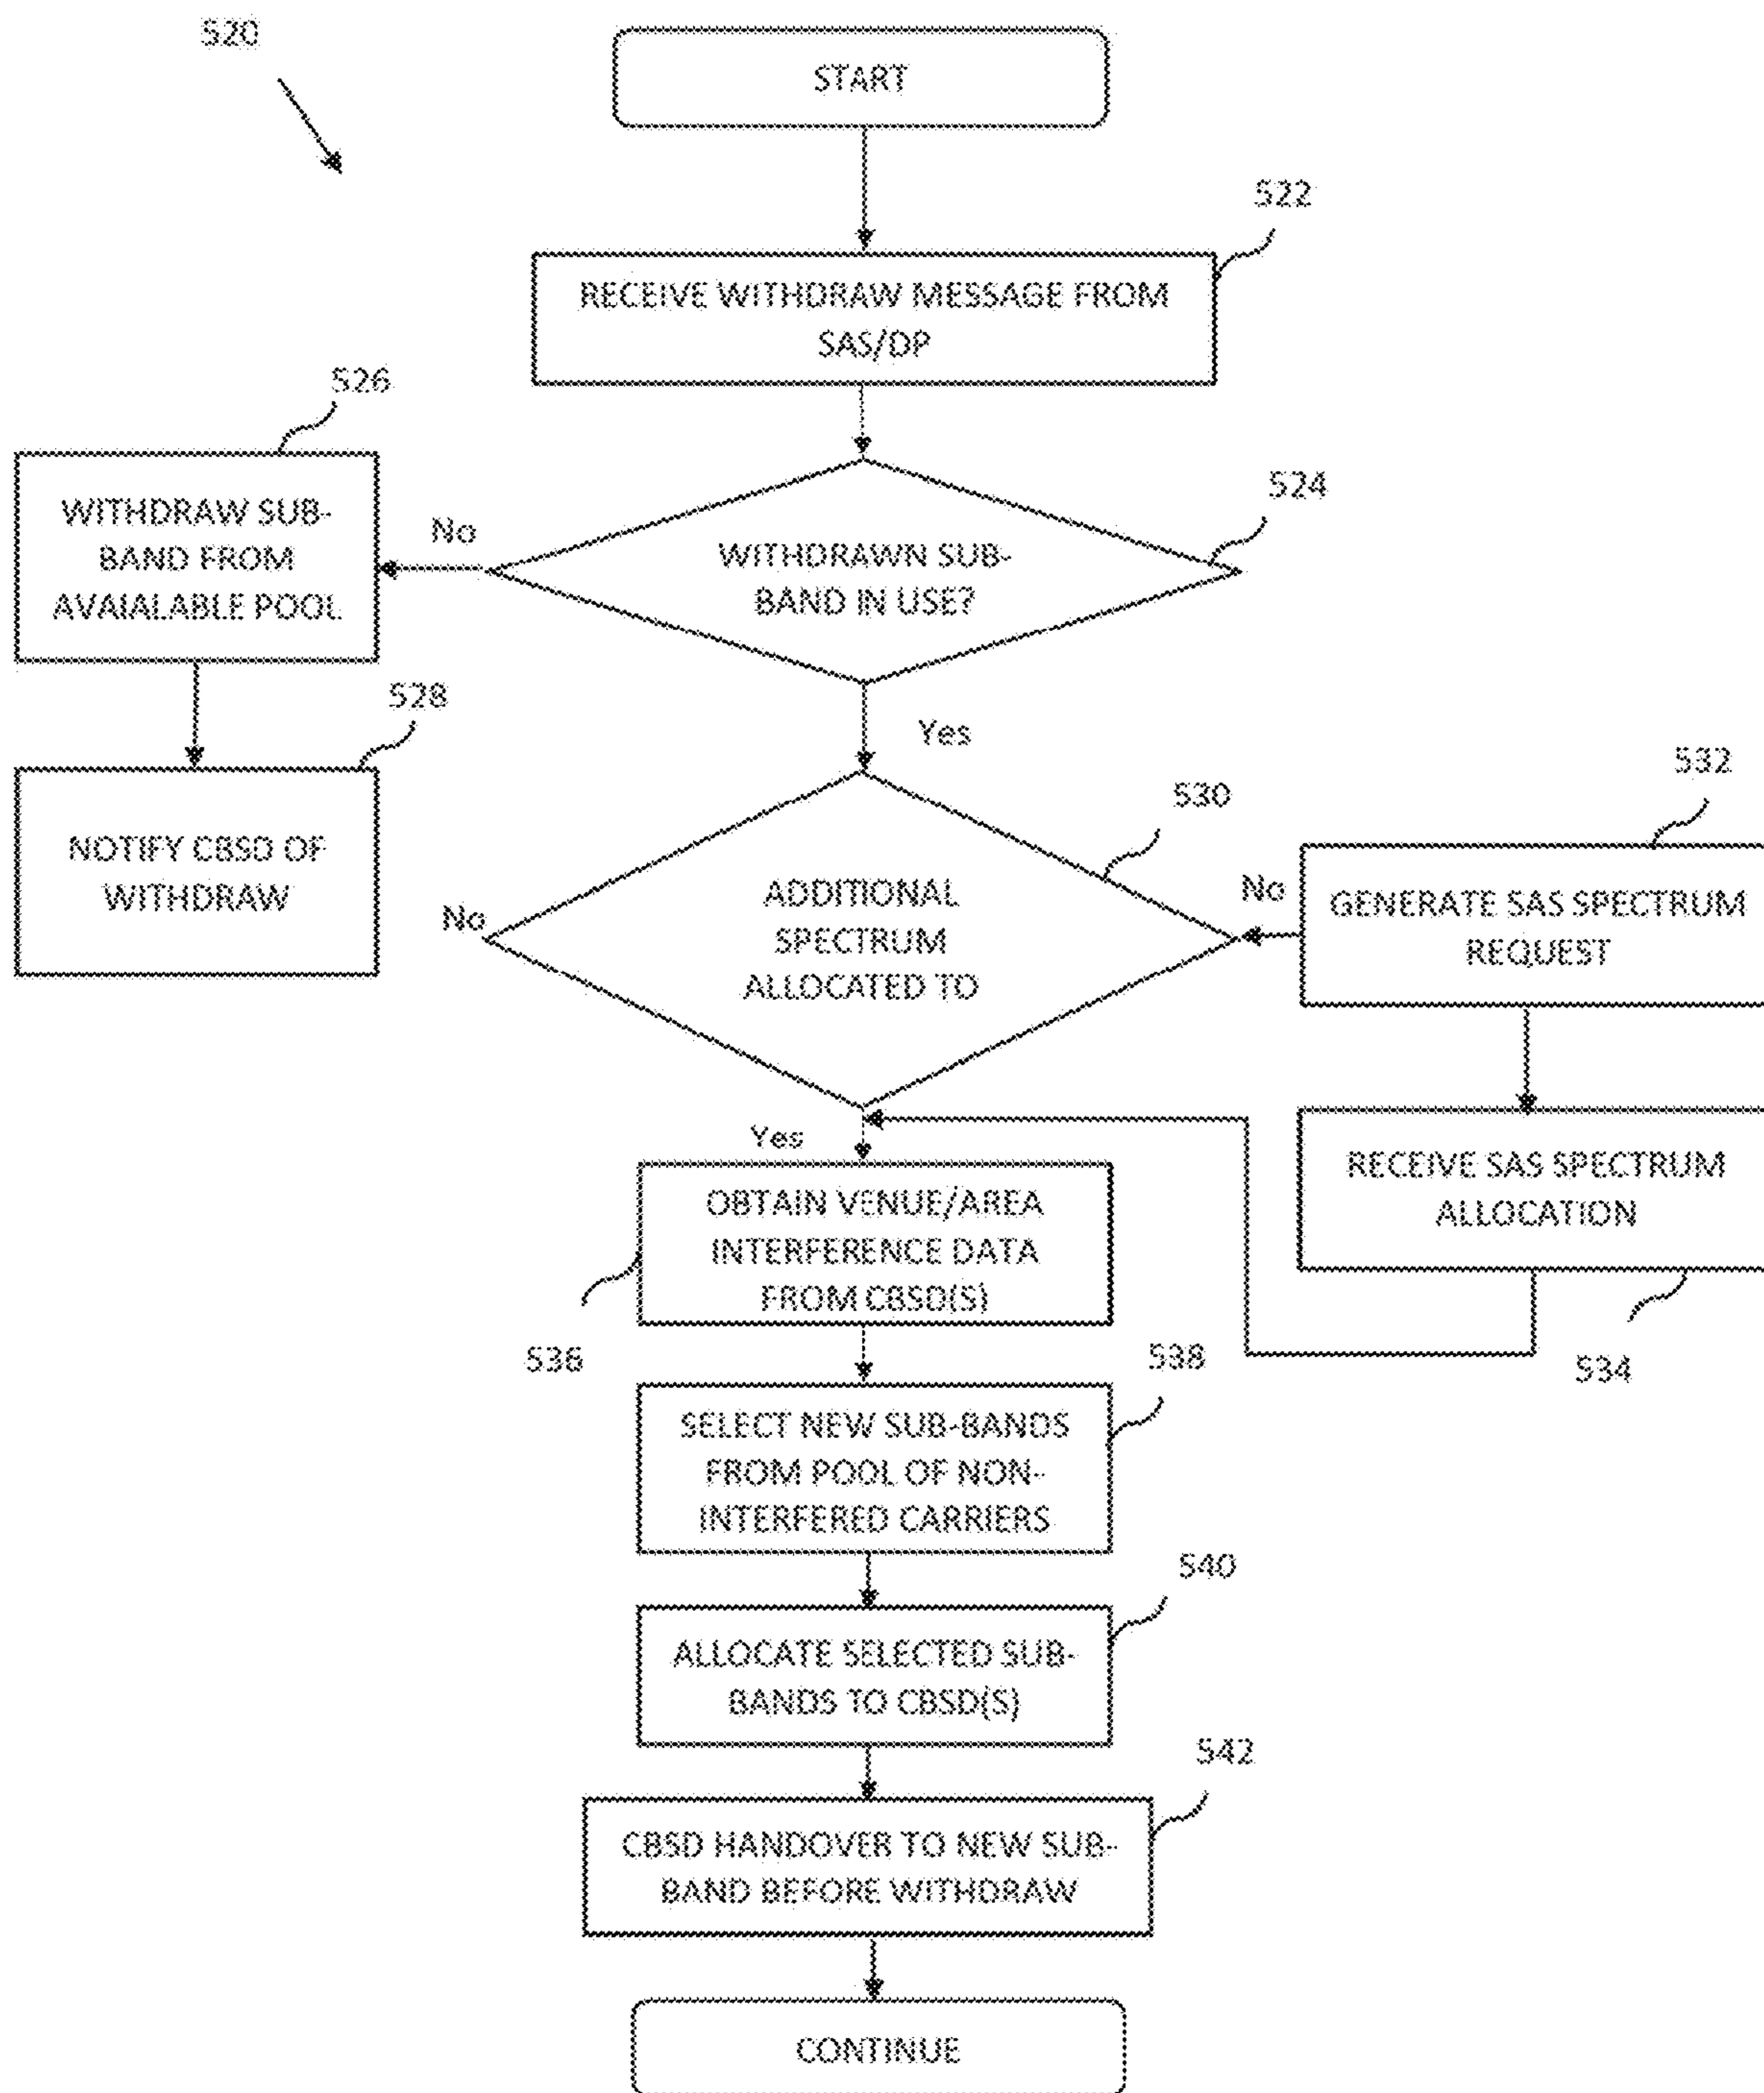 520
START
522
RECEIVE WITHDRAW MESSAGE FROM
SAS/DP
526
WITHDRAW SUB-
BAND FROM
AVAIALABLE POOL
No
524
WITHDRAWN SUB-
BAND IN USE?
528
NOTIFY CBSD OF
WITHDRAW
Yes
530
ADDITIONAL
SPECTRUM
ALLOCATED TO
No
No
532
GENERATE SAS SPECTRUM
REQUEST
RECEIVE SAS SPECTRUM
ALLOCATION
534
Yes
OBTAIN VENUE/AREA
INTERFERENCE DATA
FROM CBSD(S)
536
538
SELECT NEW SUB-BANDS
FROM POOL OF NON-
INTERFERED CARRIERS
540
ALLOCATE SELECTED SUB-
BANDS TO CBSD(S)
542
CBSD HANDOVER TO NEW SUB-
BAND BEFORE WITHDRAW
CONTINUE